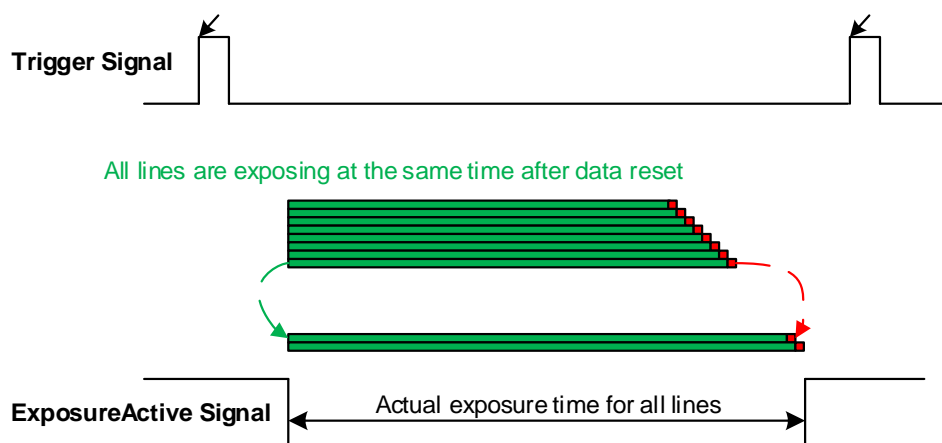 Trigger Signal
All lines are exposing at the same time after data reset
ExposureActive Signal
Actual exposure time for all lines